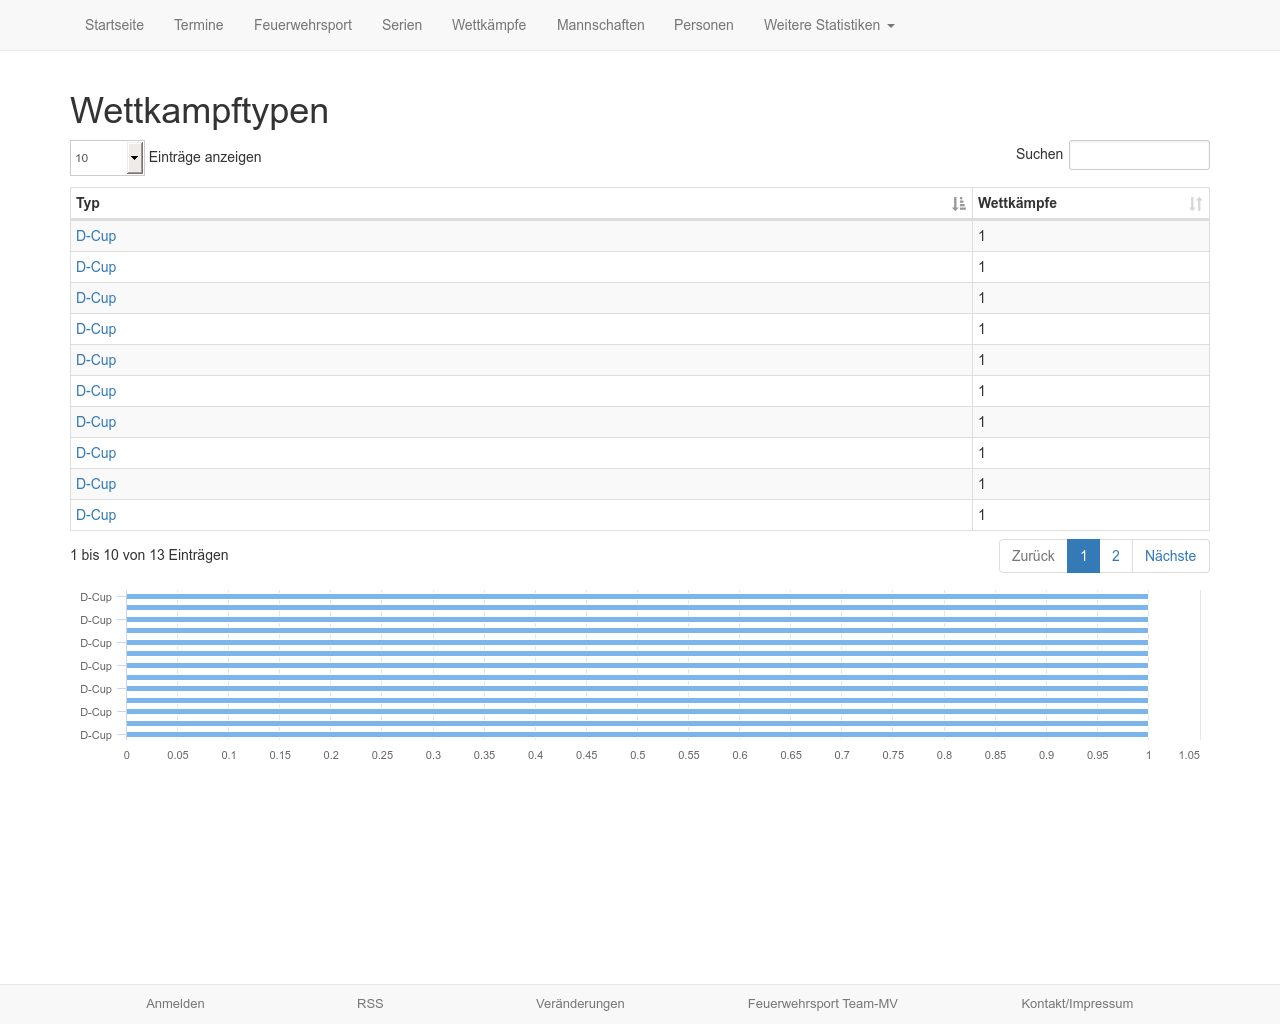 Startseite Termine Feuerwehrsport Serien Wettkämpfe Mannschaften Personen Weitere Statistiken
Wettkampftypen
10 Einträge anzeigen Suchen
Typ Wettkämpfe
D-Cup 1
D-Cup 1
D-Cup 1
D-Cup 1
D-Cup 1
D-Cup 1
D-Cup 1
D-Cup 1
D-Cup 1
D-Cup 1
1 bis 10 von 13 Einträgen Zurück 1 2 Nächste
D-Cup
D-Cup
D-Cup
D-Cup
D-Cup
D-Cup
D-Cup
0 0.05 0.1 0.15 0.2 0.25 0.3 0.35 0.4 0.45 0.5 0.55 0.6 0.65 0.7 0.75 0.8 0.85 0.9 0.95 1 1.05
Anmelden RSS Veränderungen Feuerwehrsport Team-MV Kontakt/Impressum